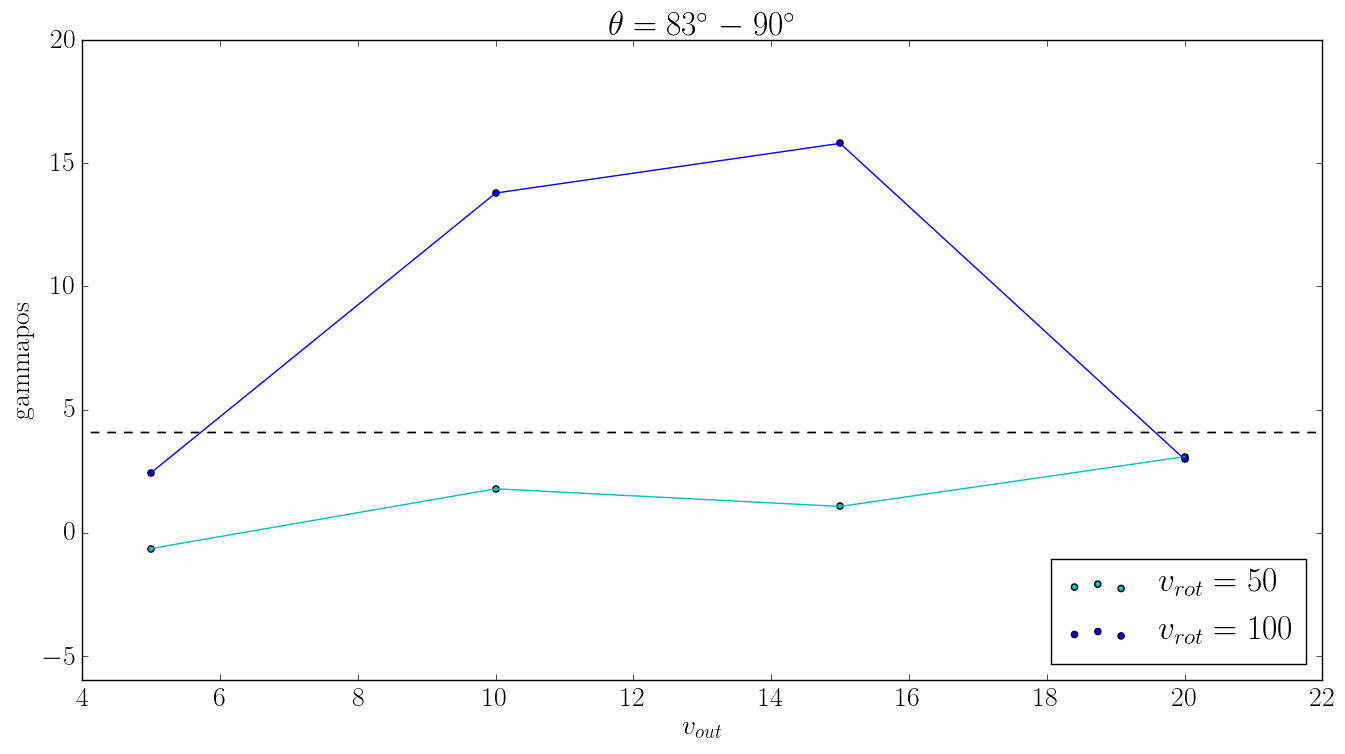 θ = 83° − 90°
20
15
10
5
0
−5
gammapos
4 6 8 10 12 14 16 18 20 22
v_out
v_rot = 50
v_rot = 100